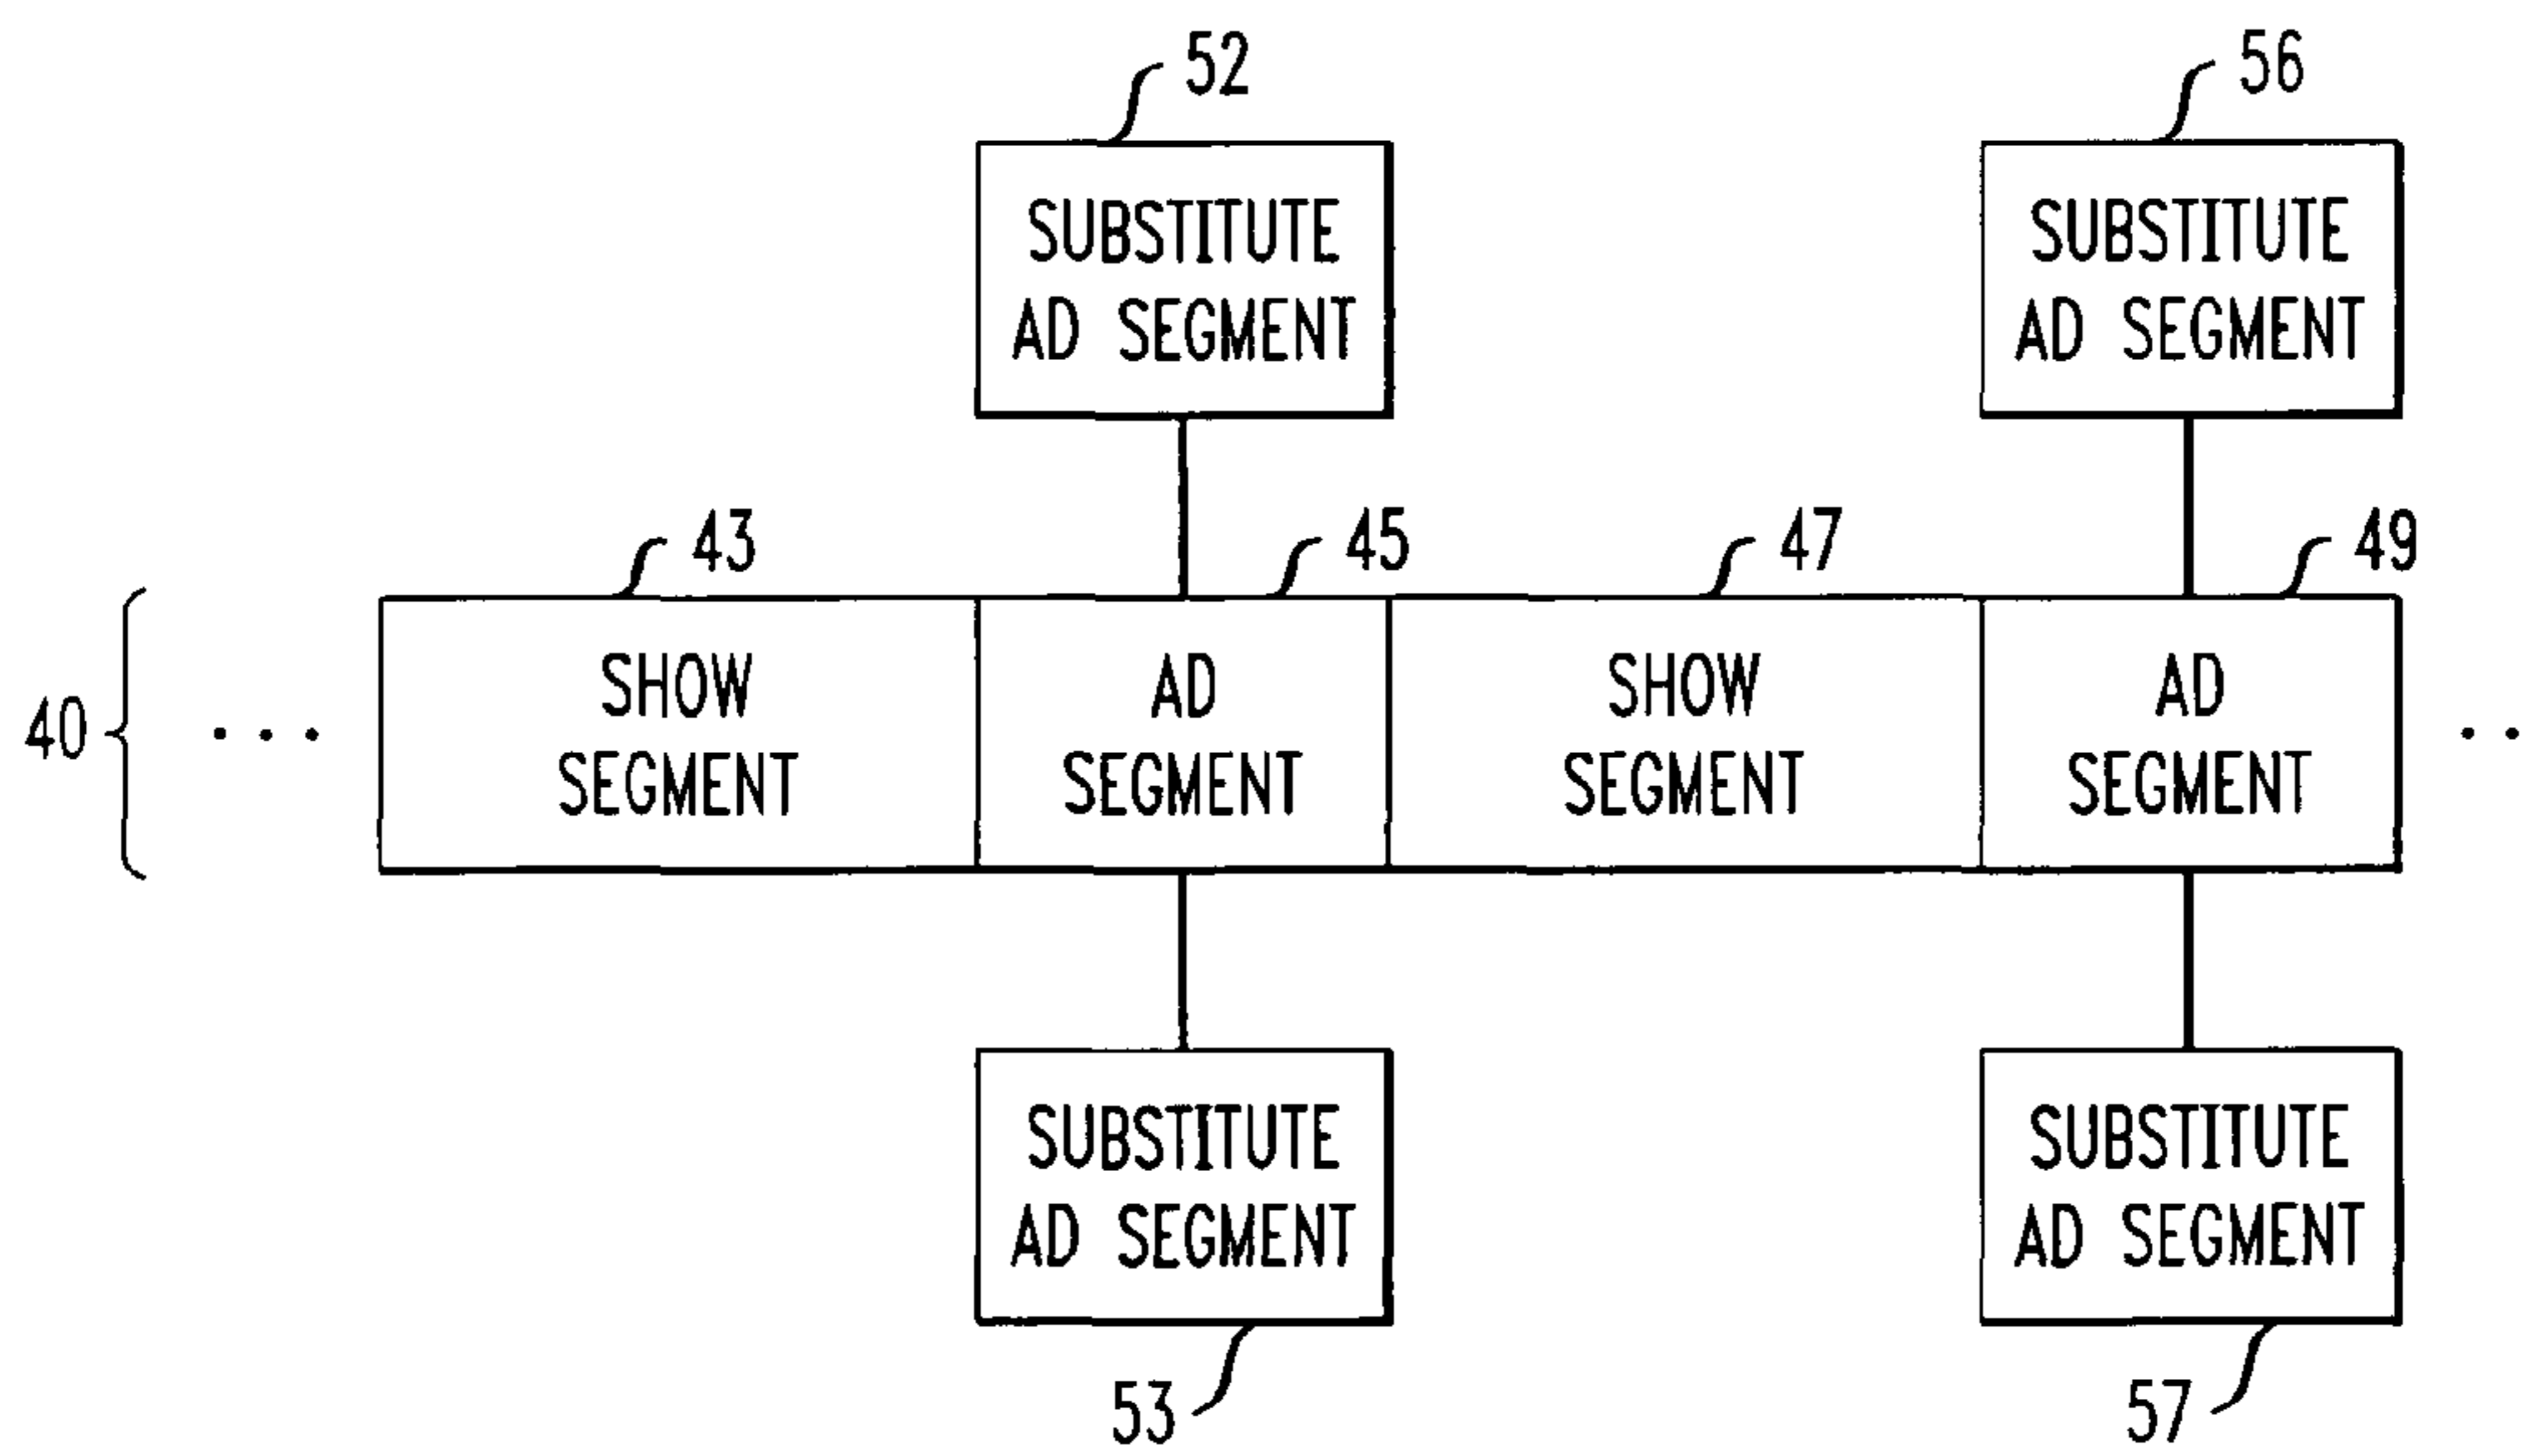 52
56
SUBSTITUTE
AD SEGMENT
SUBSTITUTE
AD SEGMENT
43
45
47
49
40
SHOW
SEGMENT
AD
SEGMENT
SHOW
SEGMENT
AD
SEGMENT
SUBSTITUTE
AD SEGMENT
SUBSTITUTE
AD SEGMENT
53
57